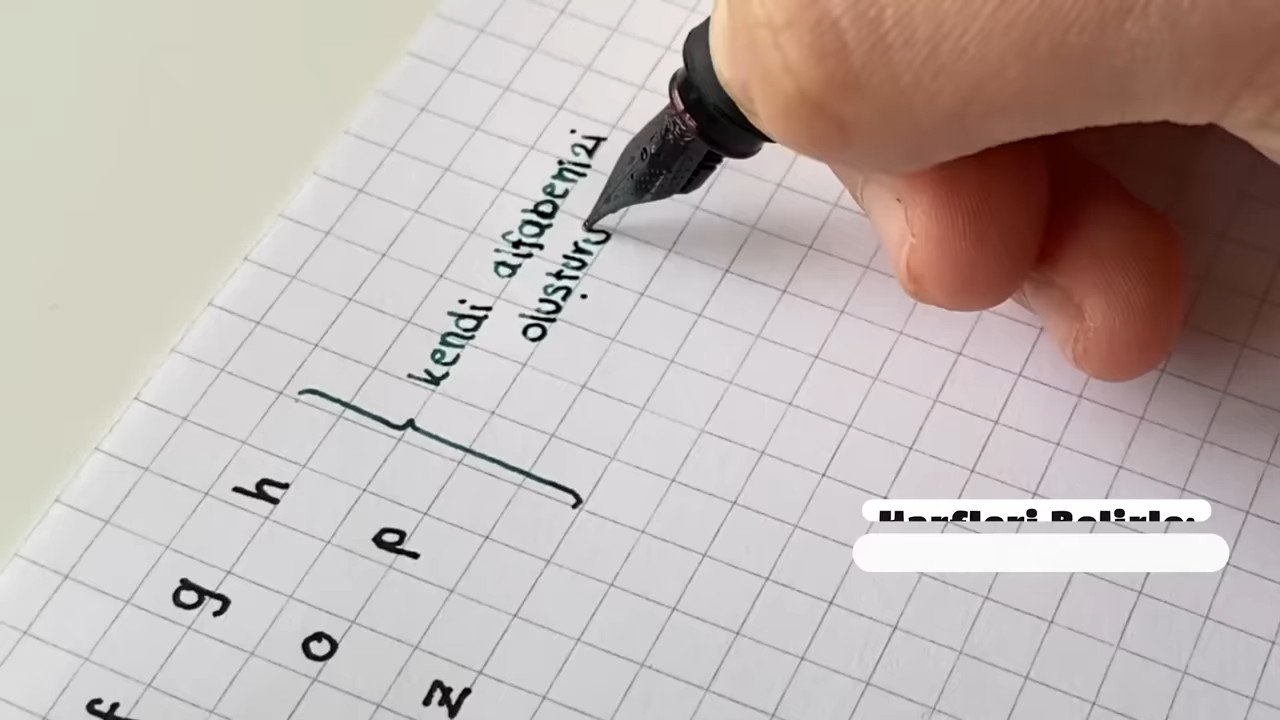 f g h
o p
z
kendi alfabenizi
oluşturu
Harfleri Belirle: